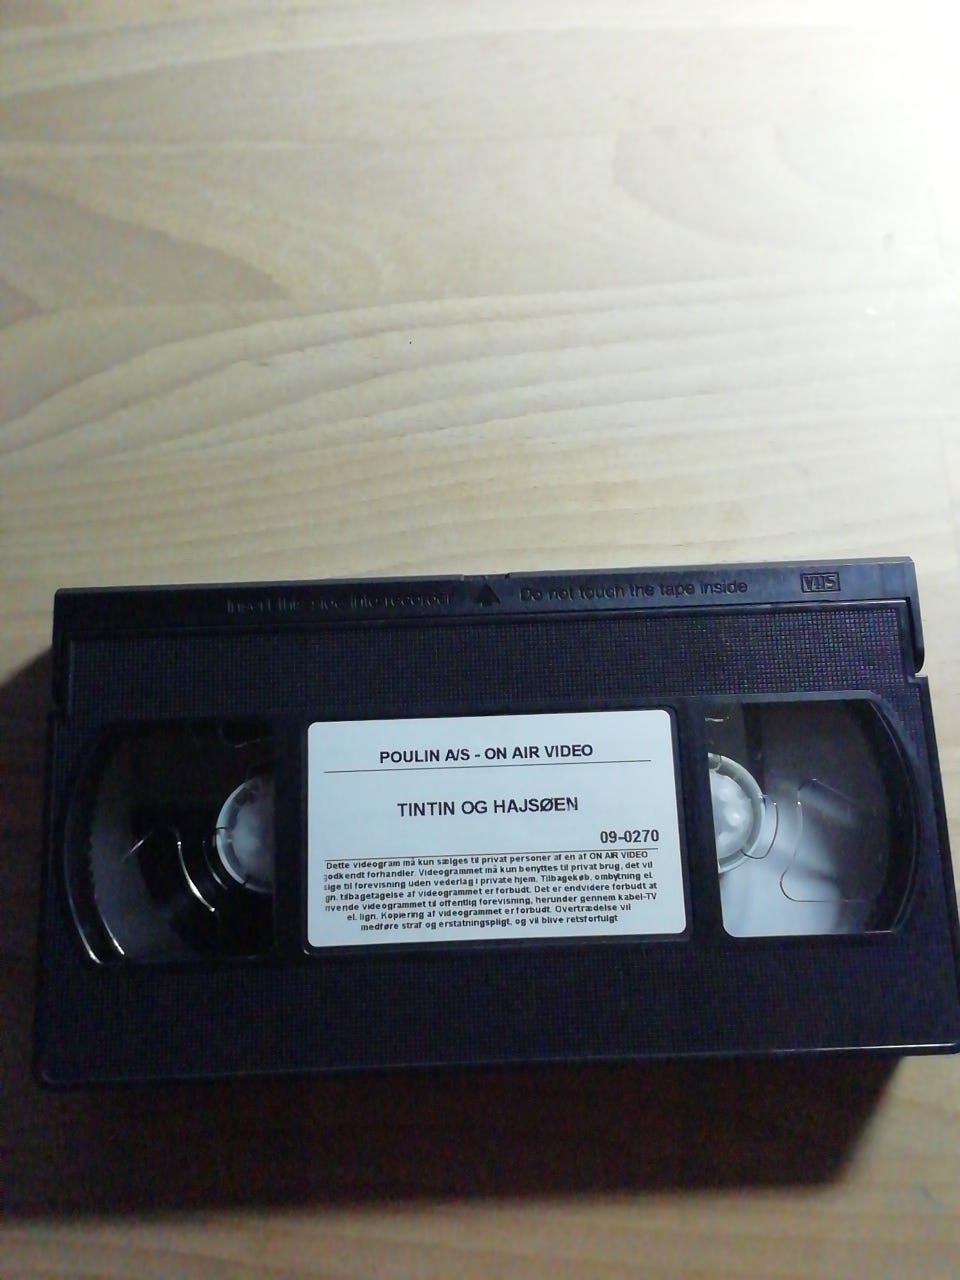 Insert this side into recorder Do not touch the tape inside VHS
POULIN A/S - ON AIR VIDEO
TINTIN OG HAJSØEN
09-0270
Dette videogram må kun sælges til privat personer af en af ON AIR VIDEO
godkendt forhandler. Videogrammet må kun benyttes til privat brug, det vil
sige til forevisning uden vederlag i private hjem. Tilbagekøb, ombytning el.
gn. tilbagetagelse af videogrammet er forbudt. Det er endvidere forbudt at
nvende videogrammet til offentlig forevisning, herunder gennem kabel-TV
el. lign. Kopiering af videogrammet er forbudt. Overtrædelse vil
medføre straf og erstatningspligt, og vil blive retsforfulgt